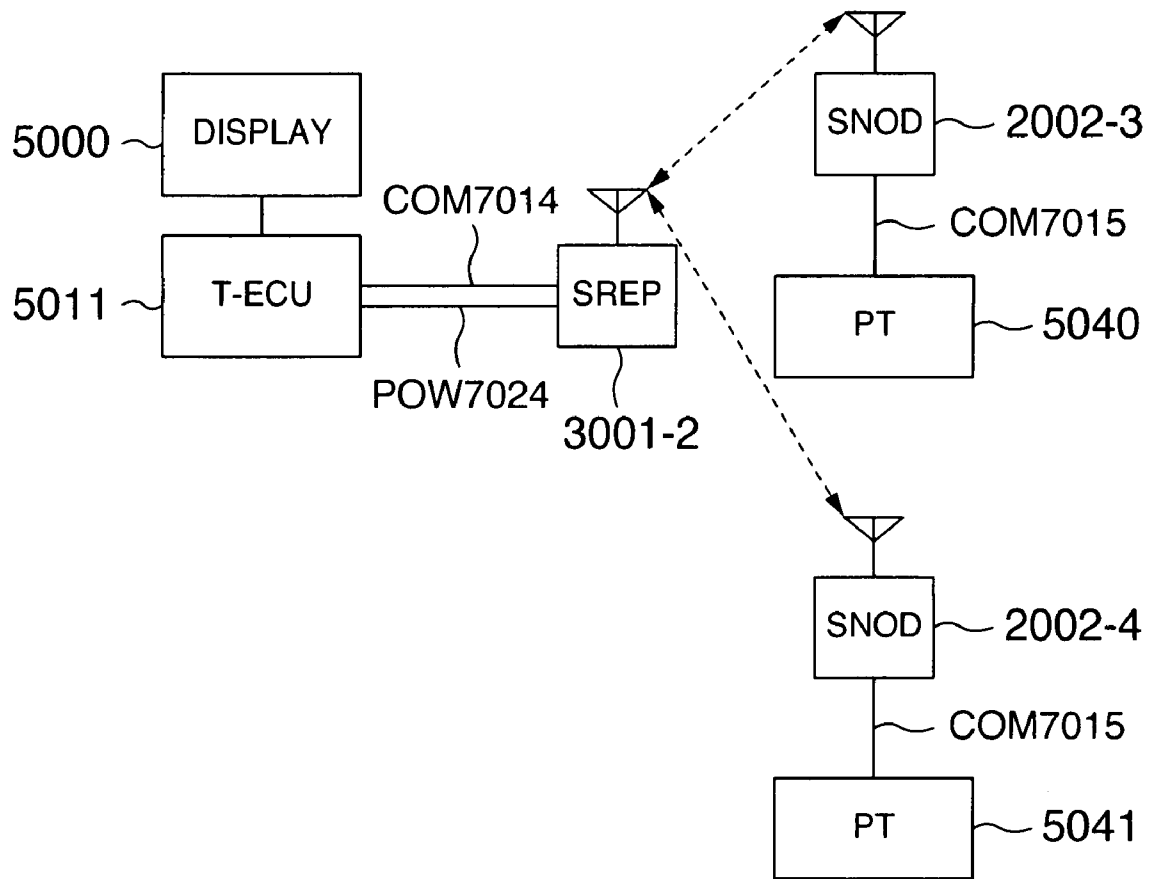 SNOD
2002-3
DISPLAY
5000
COM7014
COM7015
T-ECU
5011
SREP
PT
5040
POW7024
3001-2
SNOD
2002-4
COM7015
PT
5041